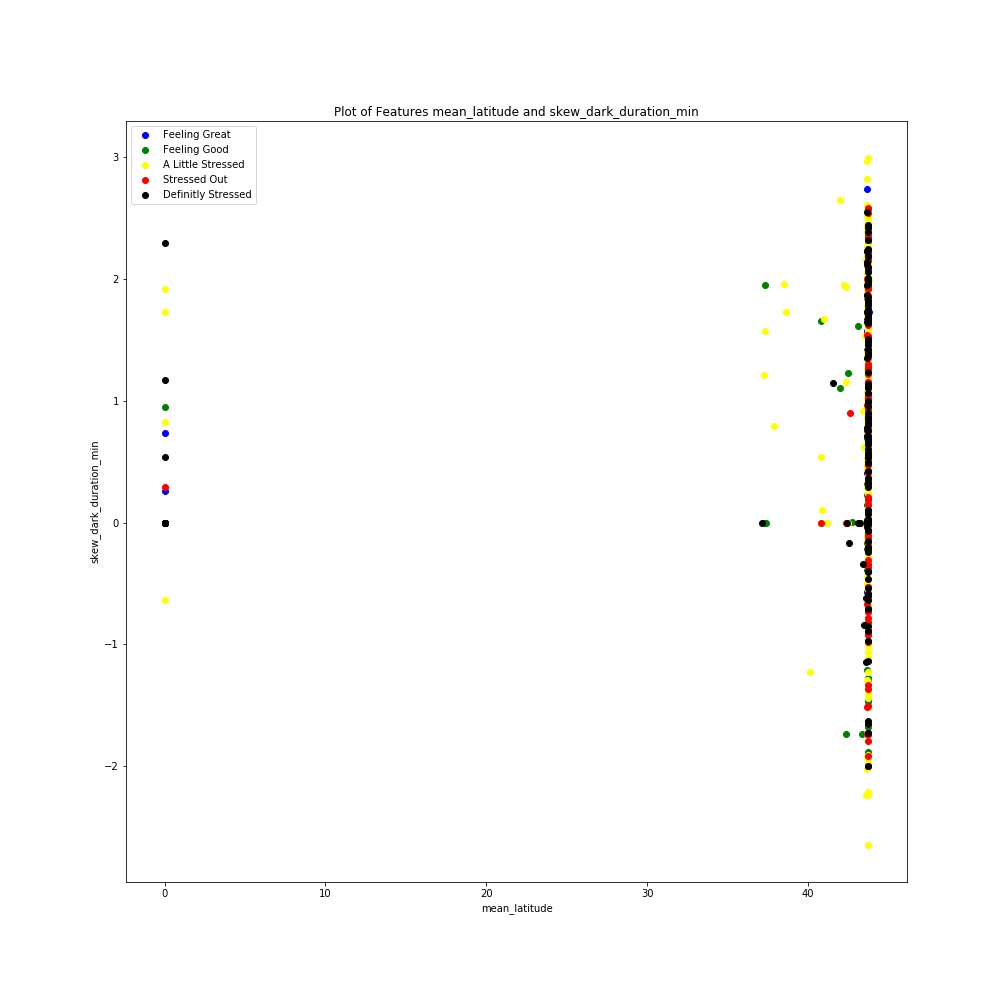 Plot of Features mean_latitude and skew_dark_duration_min
Feeling Great
Feeling Good
A Little Stressed
Stressed Out
Definitly Stressed
3
2
1
0
−1
−2
skew_dark_duration_min
0 10 20 30 40
mean_latitude